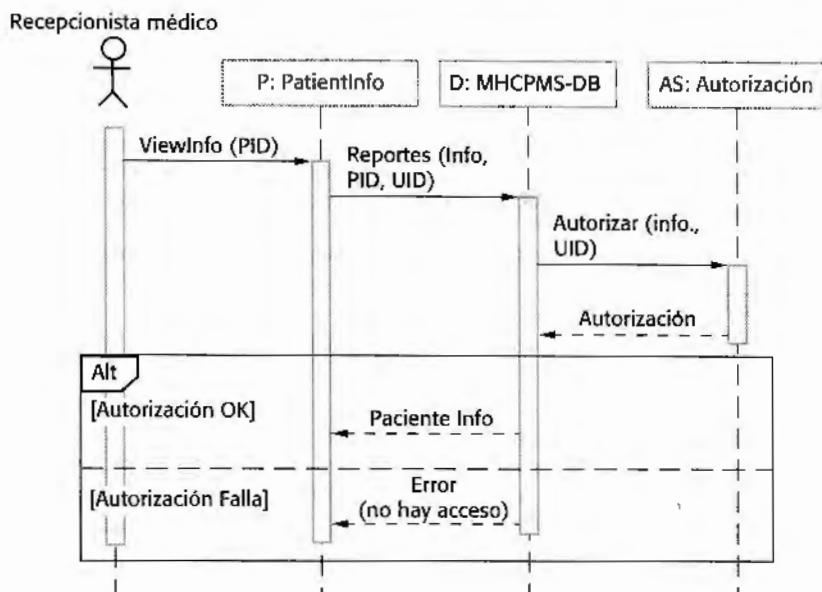 Recepcionista médico
P: PatientInfo
D: MHCPMS-DB
AS: Autorización
ViewInfo (PID)
Reportes (Info,
PID, UID)
Autorizar (info.,
UID)
Autorización
Alt
[Autorización OK]
Paciente Info
[Autorización Falla]
Error
(no hay acceso)